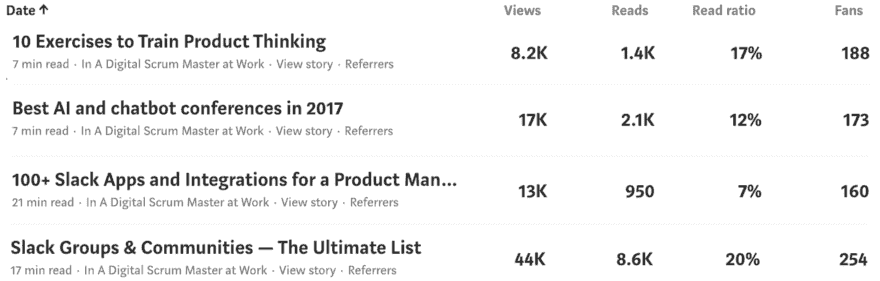 Date ↑ Views Reads Read ratio Fans
10 Exercises to Train Product Thinking 8.2K 1.4K 17% 188
7 min read · In A Digital Scrum Master at Work · View story · Referrers
Best AI and chatbot conferences in 2017 17K 2.1K 12% 173
7 min read · In A Digital Scrum Master at Work · View story · Referrers
100+ Slack Apps and Integrations for a Product Man... 13K 950 7% 160
21 min read · In A Digital Scrum Master at Work · View story · Referrers
Slack Groups & Communities — The Ultimate List 44K 8.6K 20% 254
17 min read · In A Digital Scrum Master at Work · View story · Referrers